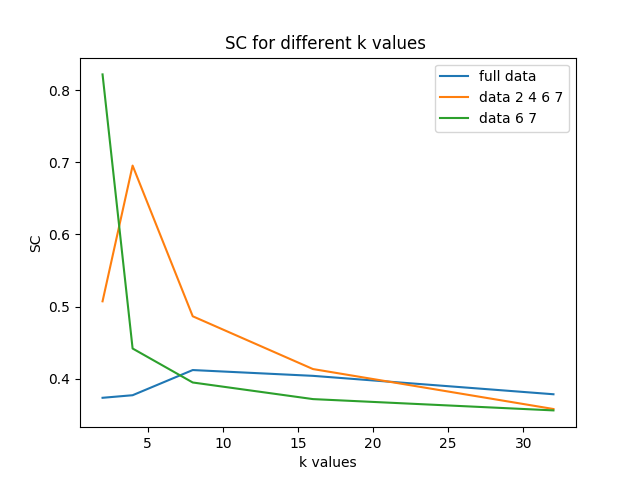 SC for different k values
full data
data 2 4 6 7
data 6 7
0.8
0.7
0.6
0.5
0.4
SC
5 10 15 20 25 30
k values